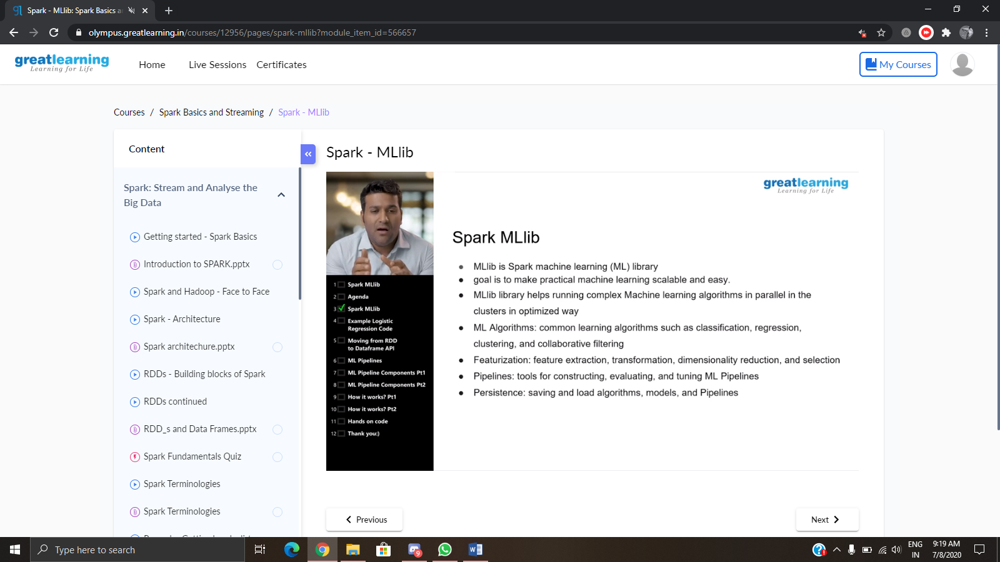 Spark - MLlib: Spark Basics a
olympus.greatlearning.in/courses/12956/pages/spark-mllib?module_item_id=566657
greatlearning
Learning for Life
Home
Live Sessions
Certificates
My Courses
Courses / Spark Basics and Streaming / Spark - MLlib
Content
Spark: Stream and Analyse the
Big Data
Getting started - Spark Basics
Introduction to SPARK.pptx
Spark and Hadoop - Face to Face
Spark - Architecture
Spark architechure.pptx
RDDs - Building blocks of Spark
RDDs continued
RDD_s and Data Frames.pptx
Spark Fundamentals Quiz
Spark Terminologies
Spark Terminologies
Spark - MLlib
greatlearning
Learning for Life
1 Spark MLlib
2 Agenda
3 Spark MLlib
4 Example Logistic
Regression Code
5 Moving from RDD
to Dataframe API
6 ML Pipelines
7 ML Pipeline Components Pt1
8 ML Pipeline Components Pt2
9 How it works? Pt1
10 How it works? Pt2
11 Hands on code
12 Thank you:)
Spark MLlib
● MLlib is Spark machine learning (ML) library
● goal is to make practical machine learning scalable and easy.
● MLlib library helps running complex Machine learning algorithms in parallel in the
clusters in optimized way
● ML Algorithms: common learning algorithms such as classification, regression,
clustering, and collaborative filtering
● Featurization: feature extraction, transformation, dimensionality reduction, and selection
● Pipelines: tools for constructing, evaluating, and tuning ML Pipelines
● Persistence: saving and load algorithms, models, and Pipelines
Previous
Next
Type here to search
9
ENG
IN
9:19 AM
7/8/2020